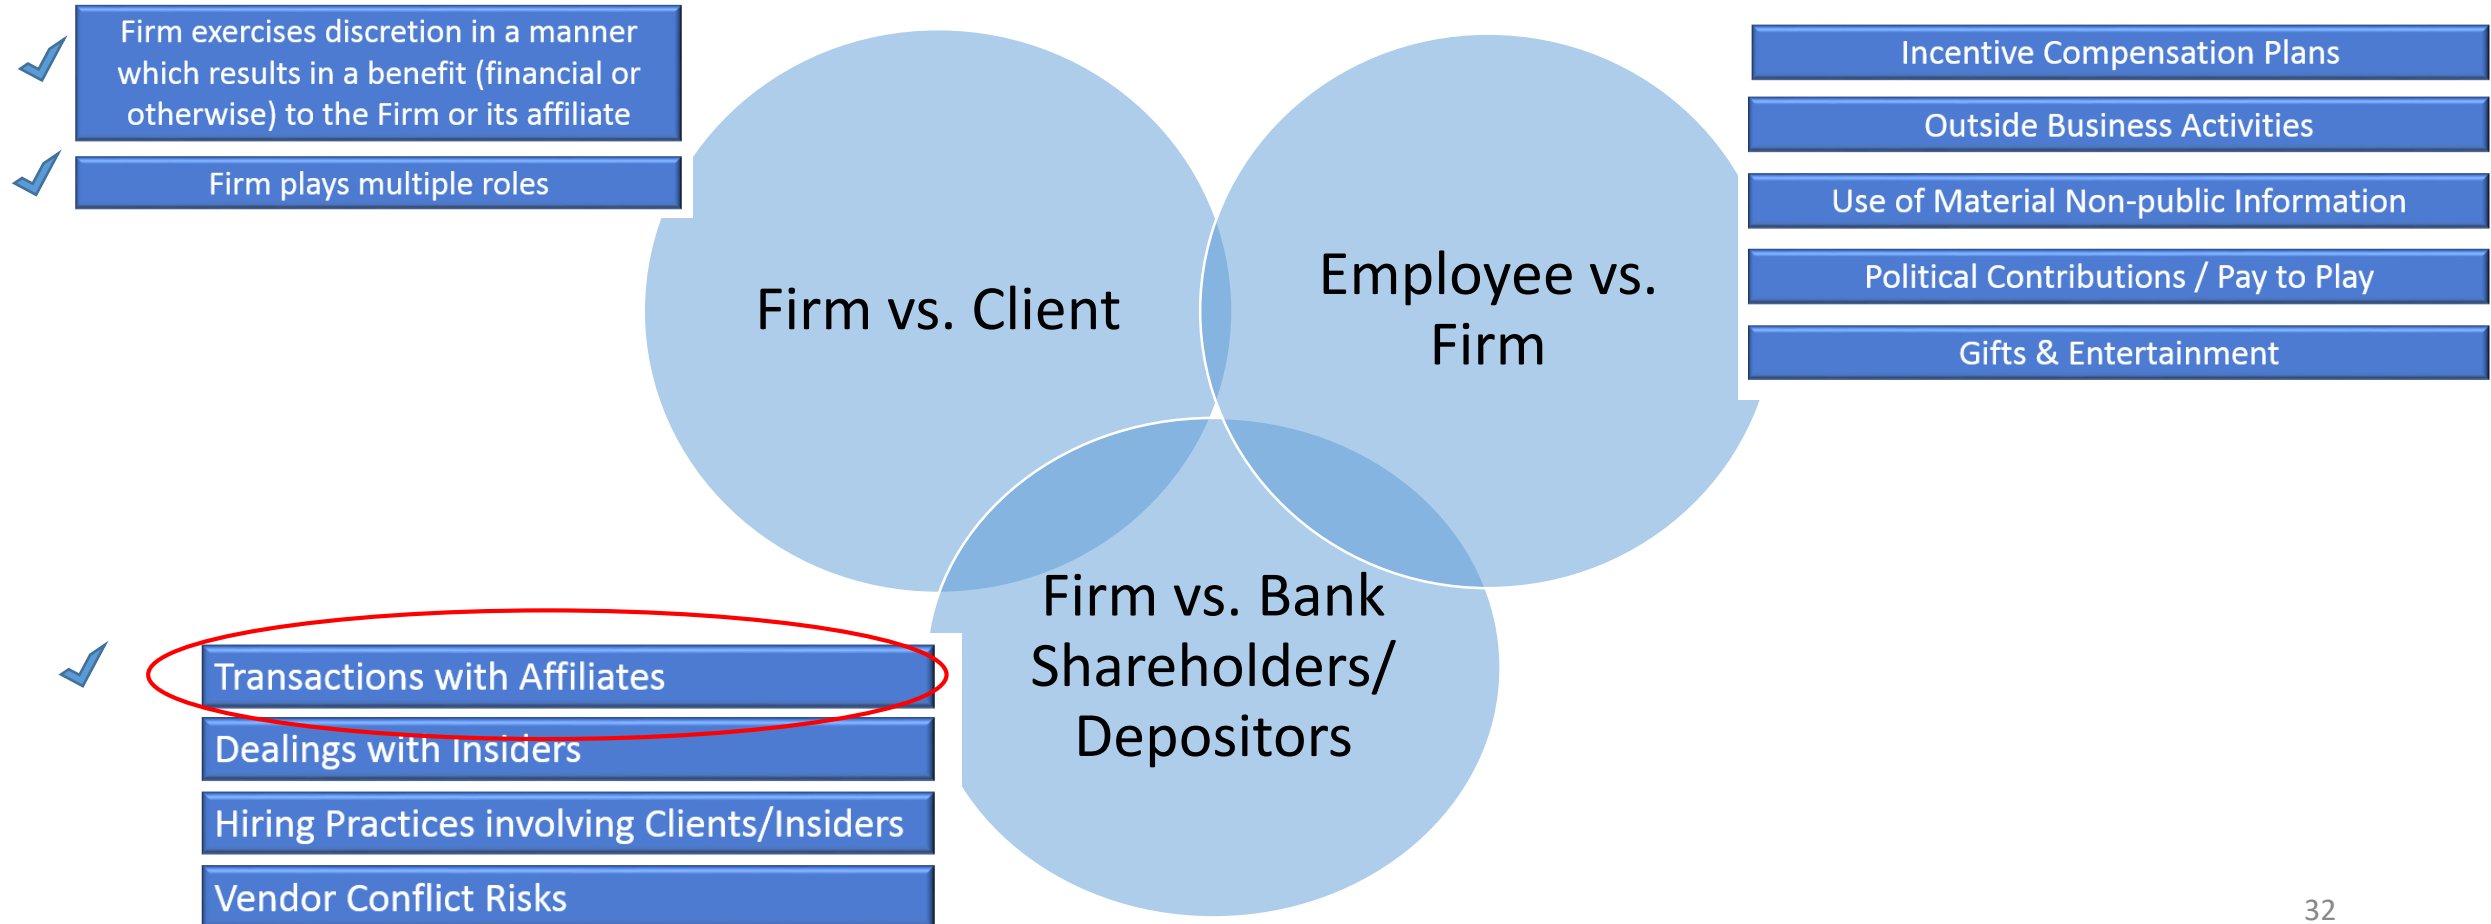 Firm exercises discretion in a manner
which results in a benefit (financial or
otherwise) to the Firm or its affiliate
Firm plays multiple roles
Firm vs. Client
Employee vs.
Firm
Incentive Compensation Plans
Outside Business Activities
Use of Material Non-public Information
Political Contributions / Pay to Play
Gifts & Entertainment
Firm vs. Bank
Shareholders/
Depositors
Transactions with Affiliates
Dealings with Insiders
Hiring Practices involving Clients/Insiders
Vendor Conflict Risks
32